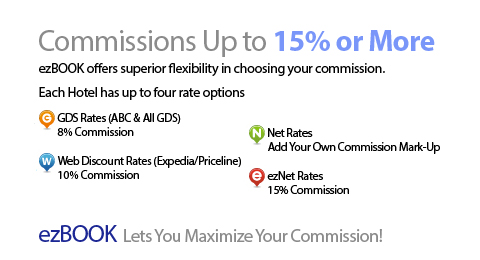 Commissions Up to 15% or More
ezBOOK offers superior flexibility in choosing your commission.
Each Hotel has up to four rate options
G GDS Rates (ABC & All GDS)
8% Commission
W Web Discount Rates (Expedia/Priceline)
10% Commission
N Net Rates
Add Your Own Commission Mark-Up
e ezNet Rates
15% Commission
ezBOOK Lets You Maximize Your Commission!